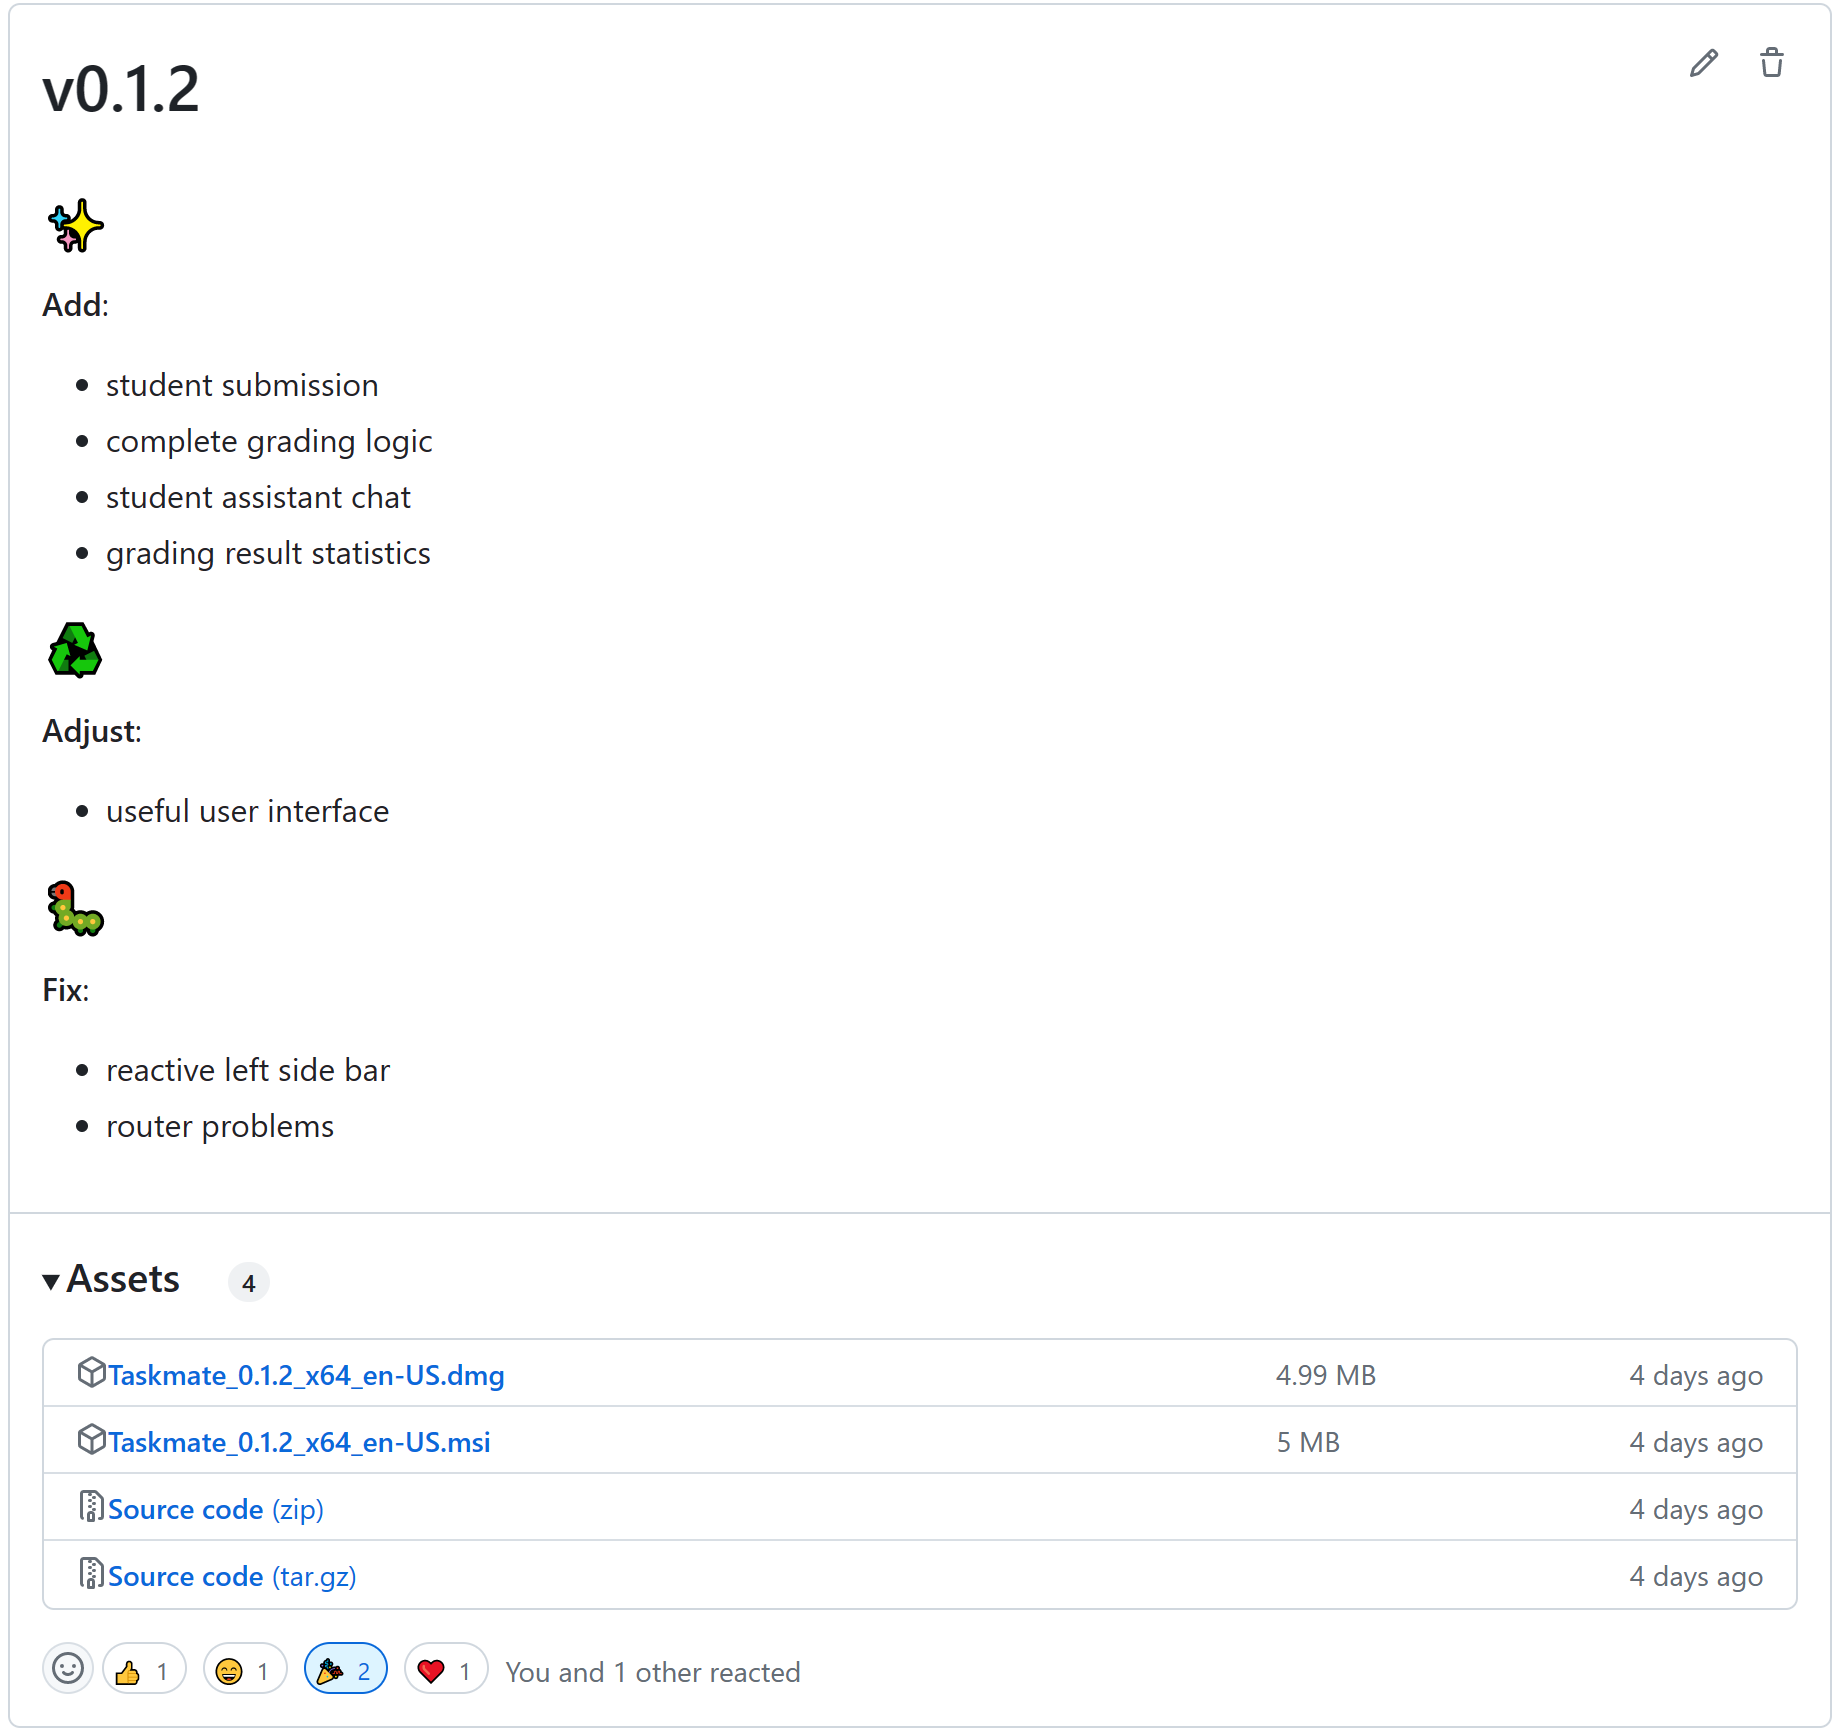 v0.1.2
Add:
student submission
complete grading logic
student assistant chat
grading result statistics
Adjust:
useful user interface
Fix:
reactive left side bar
router problems
Assets 4
Taskmate_0.1.2_x64_en-US.dmg 4.99 MB 4 days ago
Taskmate_0.1.2_x64_en-US.msi 5 MB 4 days ago
Source code (zip) 4 days ago
Source code (tar.gz) 4 days ago
1 1 2 1 You and 1 other reacted